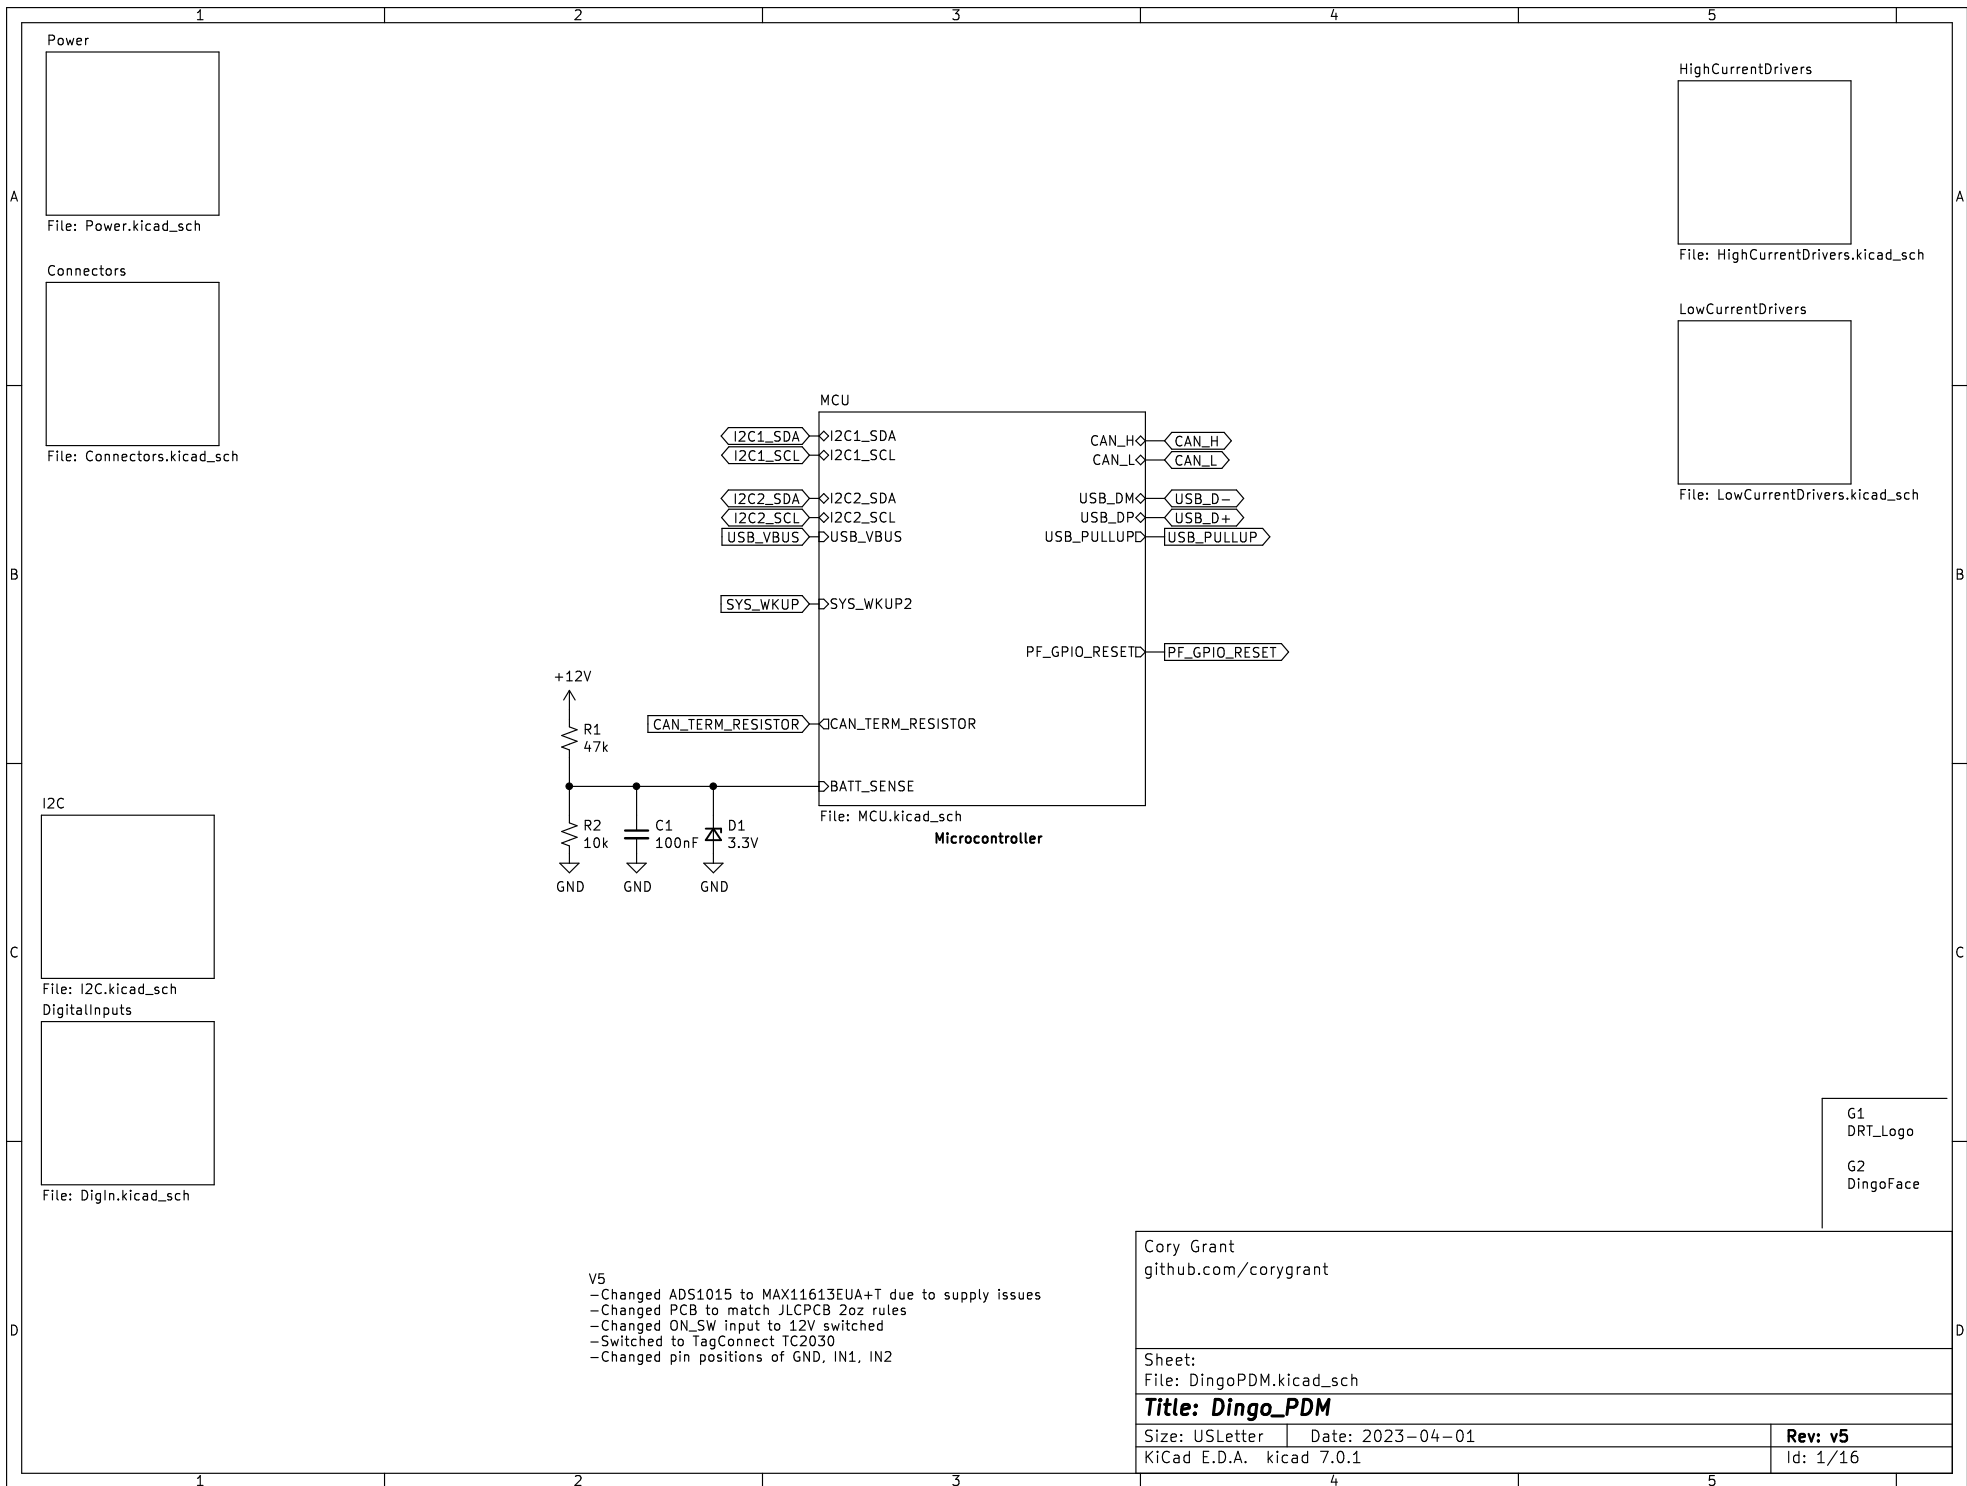 1 2 3 4 5
Power
File: Power.kicad_sch
Connectors
File: Connectors.kicad_sch
HighCurrentDrivers
File: HighCurrentDrivers.kicad_sch
LowCurrentDrivers
File: LowCurrentDrivers.kicad_sch
A
A
B
B
MCU
I2C1_SDA I2C1_SDA
I2C1_SCL I2C1_SCL
I2C2_SDA I2C2_SDA
I2C2_SCL I2C2_SCL
USB_VBUS USB_VBUS
SYS_WKUP SYS_WKUP2
CAN_TERM_RESISTOR CAN_TERM_RESISTOR
BATT_SENSE
CAN_H CAN_H
CAN_L CAN_L
USB_DM USB_D-
USB_DP USB_D+
USB_PULLUP USB_PULLUP
PF_GPIO_RESET PF_GPIO_RESET
File: MCU.kicad_sch
Microcontroller
+12V
R1
47k
R2
10k
C1
100nF
D1
3.3V
GND
GND
GND
I2C
File: I2C.kicad_sch
DigitalInputs
File: DigIn.kicad_sch
C
C
D
D
G1
DRT_Logo
G2
DingoFace
V5
-Changed ADS1015 to MAX11613EUA+T due to supply issues
-Changed PCB to match JLCPCB 2oz rules
-Changed ON_SW input to 12V switched
-Switched to TagConnect TC2030
-Changed pin positions of GND, IN1, IN2
Cory Grant
github.com/corygrant
Sheet:
File: DingoPDM.kicad_sch
Title: Dingo_PDM
Size: USLetter Date: 2023-04-01 Rev: v5
KiCad E.D.A. kicad 7.0.1 Id: 1/16
1 2 3 4 5